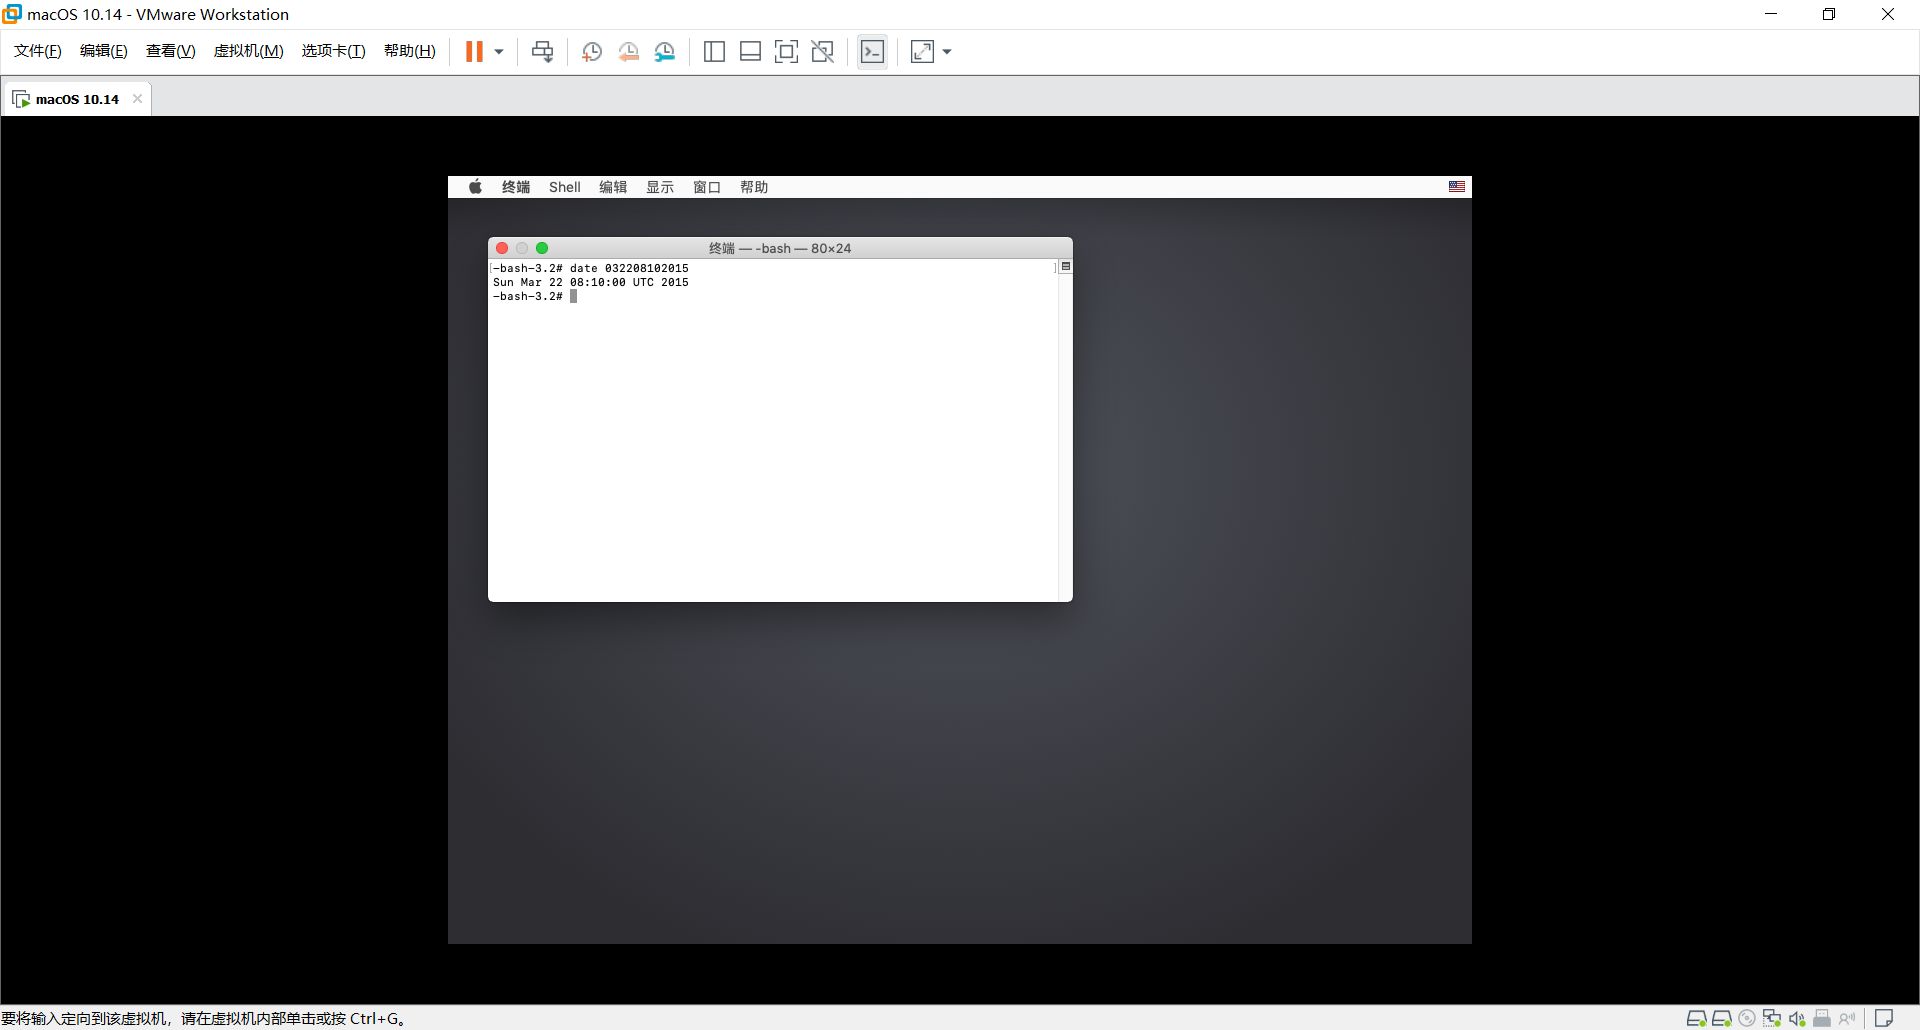 macOS 10.14 - VMware Workstation
文件(F) 编辑(E) 查看(V) 虚拟机(M) 选项卡(T) 帮助(H)
macOS 10.14
终端 Shell 编辑 显示 窗口 帮助
终端 — -bash — 80×24
[-bash-3.2# date 032208102015 ]
Sun Mar 22 08:10:00 UTC 2015
-bash-3.2#
要将输入定向到该虚拟机，请在虚拟机内部单击或按 Ctrl+G。